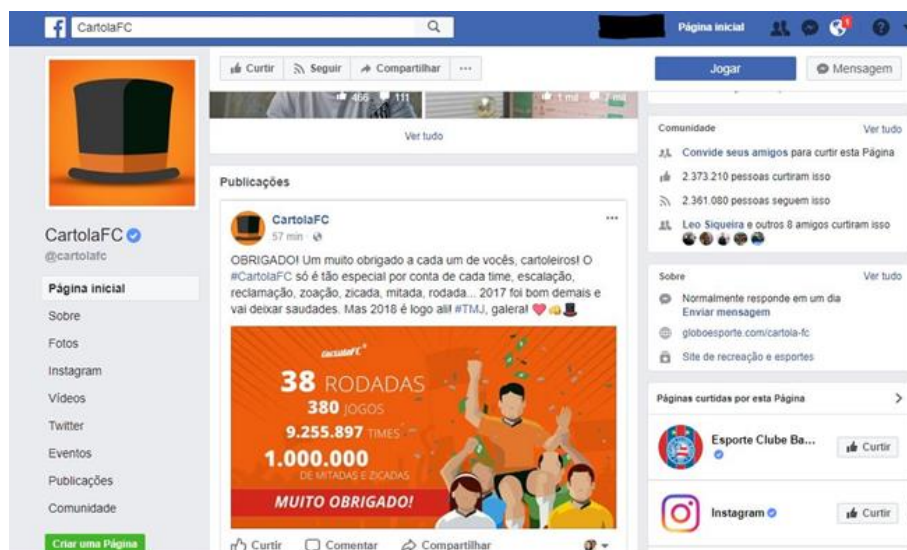 CartolaFC
Página inicial
1
?
Curtir
Seguir
Compartilhar
...
Jogar
Mensagem
466 111
1 mil
Ver tudo
CartolaFC
@cartolafc
Página inicial
Sobre
Fotos
Instagram
Vídeos
Twitter
Eventos
Publicações
Comunidade
Criar uma Página
Publicações
CartolaFC
57 min
OBRIGADO! Um muito obrigado a cada um de vocês, cartoleiros! O
#CartolaFC só é tão especial por conta de cada time, escalação,
reclamação, zoação, zicada, mitada, rodada... 2017 foi bom demais e
vai deixar saudades. Mas 2018 é logo ali! #TMJ, galera!
38 RODADAS
380 JOGOS
9.255.897 TIMES
1.000.000
DE MITADAS E ZICADAS
MUITO OBRIGADO!
Curtir
Comentar
Compartilhar
Comunidade
Ver tudo
Convide seus amigos para curtir esta Página
2.373.210 pessoas curtiram isso
2.361.080 pessoas seguem isso
Leo Siqueira e outros 8 amigos curtiram isso
Sobre
Ver tudo
Normalmente responde em um dia
Enviar mensagem
globoesporte.com/cartola-fc
Site de recreação e esportes
Páginas curtidas por esta Página
Esporte Clube Ba...
Curtir
Instagram
Curtir